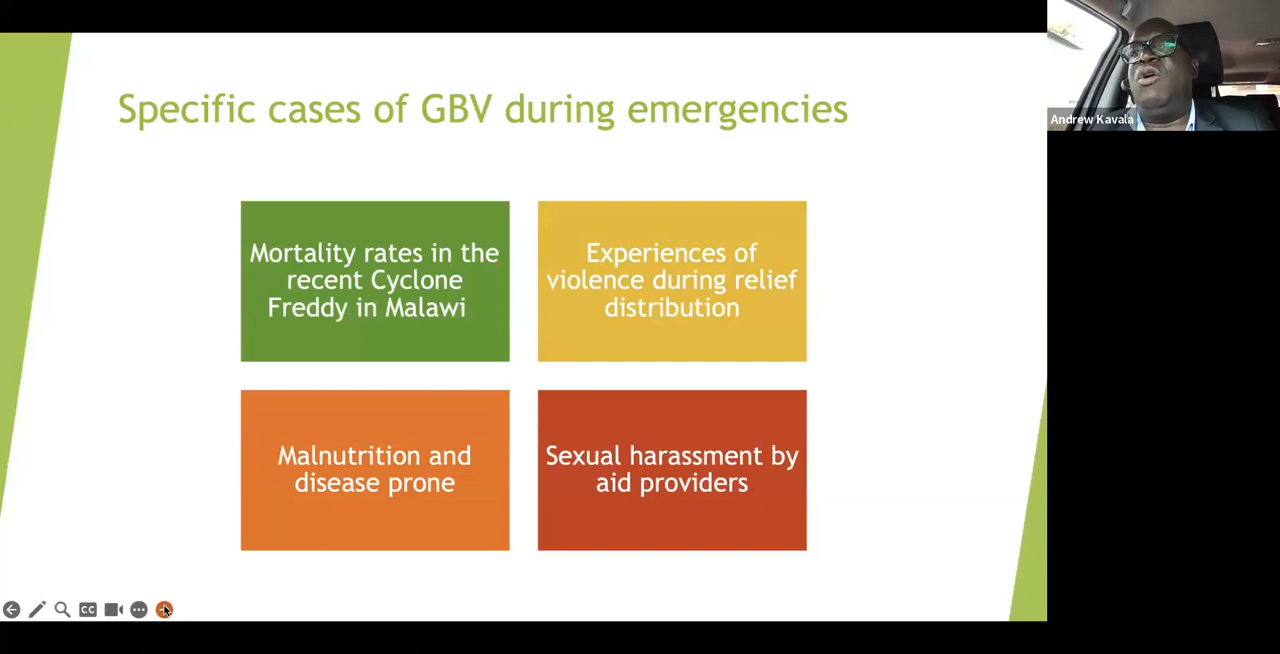 Specific cases of GBV during emergencies
Mortality rates in the
recent Cyclone
Freddy in Malawi
Experiences of
violence during relief
distribution
Malnutrition and
disease prone
Sexual harassment by
aid providers
Andrew Kavala
CC